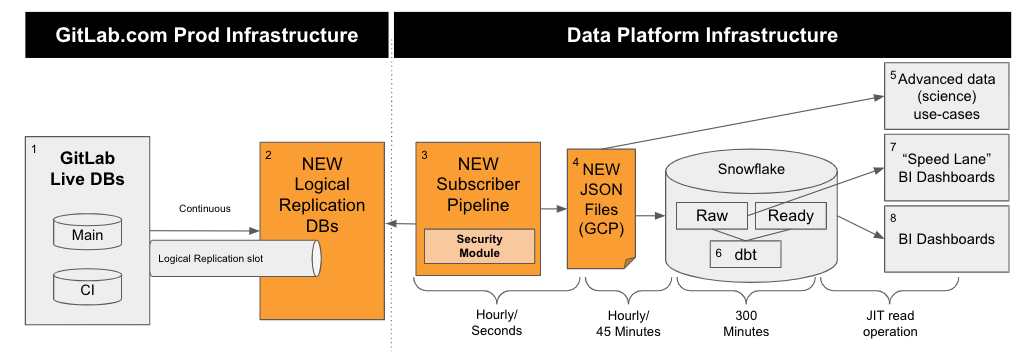 GitLab.com Prod Infrastructure
Data Platform Infrastructure
1
GitLab
Live DBs
Main
CI
Continuous
Logical Replication slot
2
NEW
Logical
Replication
DBs
3
NEW
Subscriber
Pipeline
Security
Module
4
NEW
JSON
Files
(GCP)
Snowflake
Raw
Ready
6
dbt
5
Advanced data
(science)
use-cases
7
“Speed Lane”
BI Dashboards
8
BI Dashboards
Hourly/
Seconds
Hourly/
45 Minutes
300
Minutes
JIT read
operation